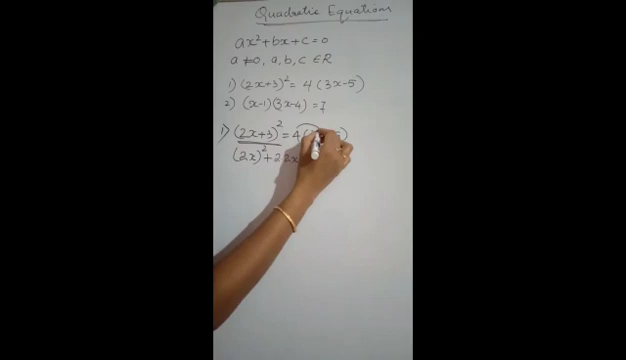 Quadratic Equations
ax² + bx + c = 0
a ≠ 0, a, b, c ∈ R
1) (2x+3)² = 4 (3x-5)
2) (x-1)(3x-4) = 7
1) (2x+3)² = 4(
(2x)² + 2 2x